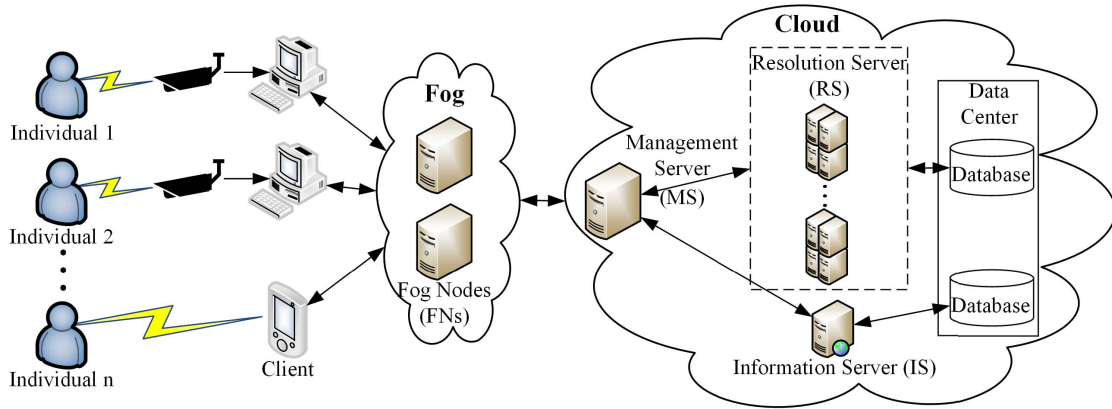 Individual 1
Individual 2
Individual n
Client
Fog
Fog Nodes
(FNs)
Cloud
Management
Server
(MS)
Resolution Server
(RS)
Data
Center
Database
Database
Information Server (IS)